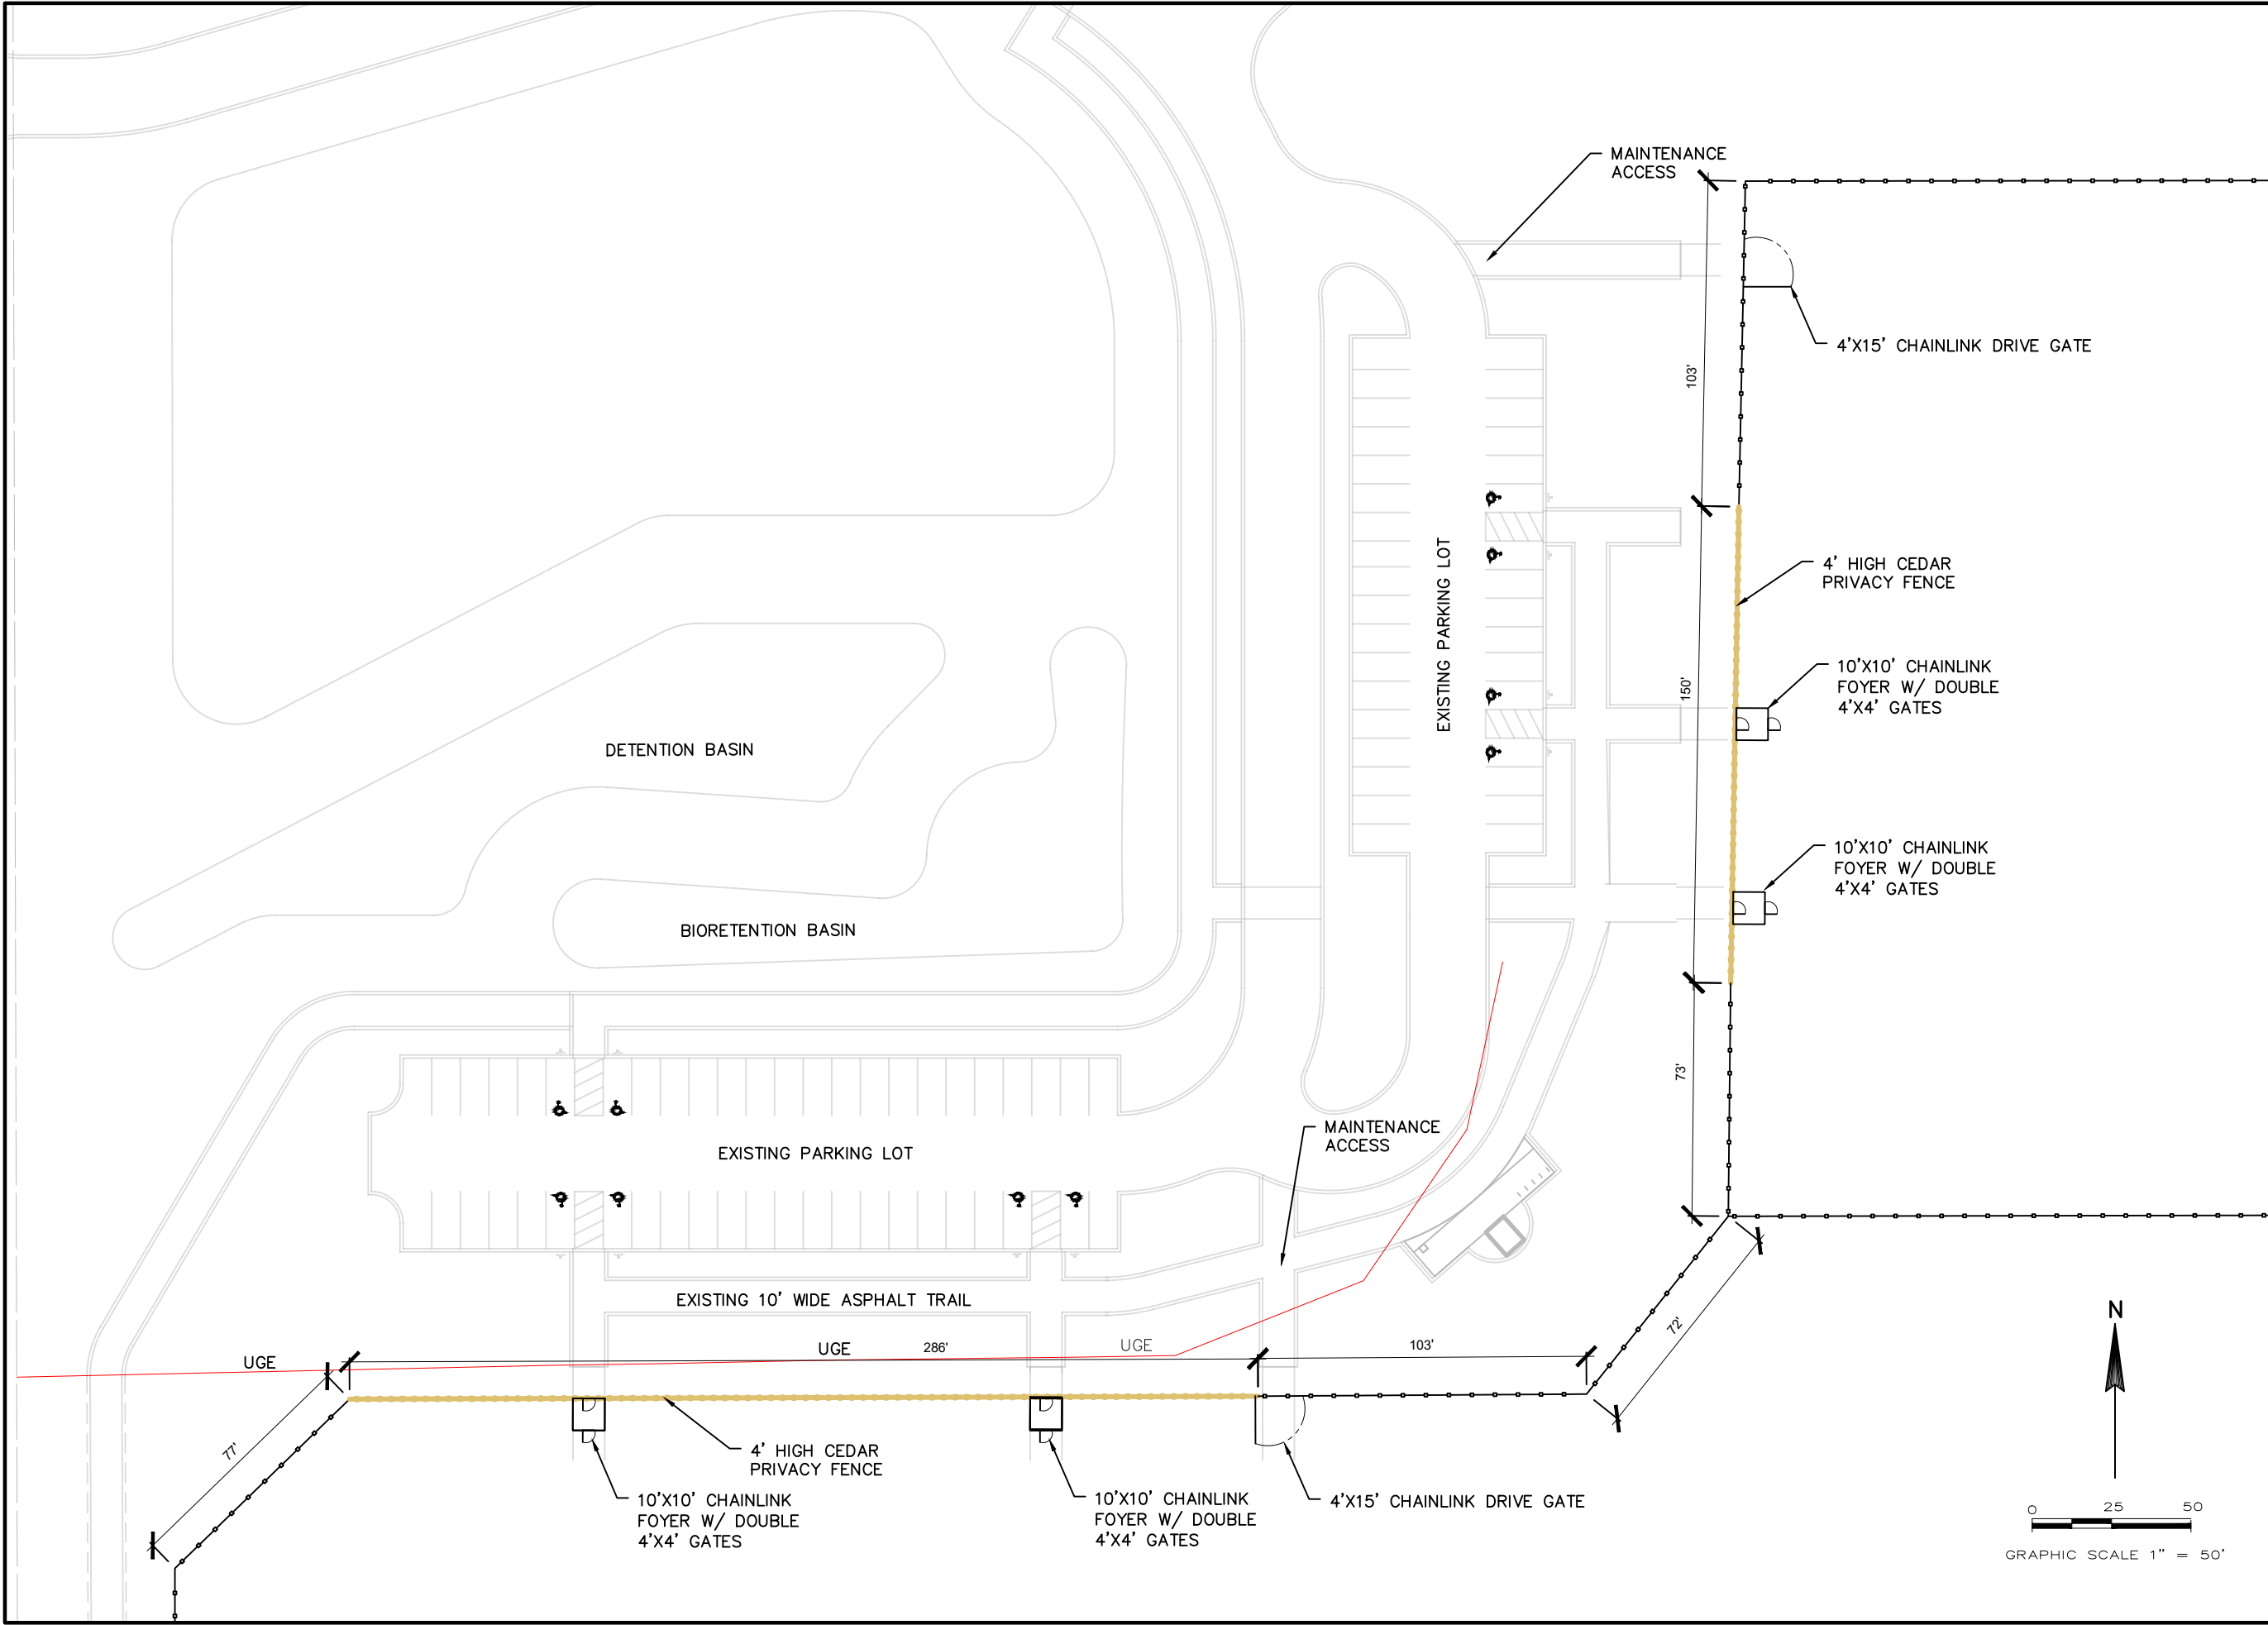 MAINTENANCE
ACCESS
4'X15' CHAINLINK DRIVE GATE
103'
4' HIGH CEDAR
PRIVACY FENCE
EXISTING PARKING LOT
10'X10' CHAINLINK
FOYER W/ DOUBLE
4'X4' GATES
150'
DETENTION BASIN
10'X10' CHAINLINK
FOYER W/ DOUBLE
4'X4' GATES
BIORETENTION BASIN
73'
MAINTENANCE
ACCESS
EXISTING PARKING LOT
EXISTING 10' WIDE ASPHALT TRAIL
N
72'
UGE
UGE
286'
UGE
103'
77'
4' HIGH CEDAR
PRIVACY FENCE
10'X10' CHAINLINK
FOYER W/ DOUBLE
4'X4' GATES
10'X10' CHAINLINK
FOYER W/ DOUBLE
4'X4' GATES
4'X15' CHAINLINK DRIVE GATE
0 25 50
GRAPHIC SCALE 1" = 50'